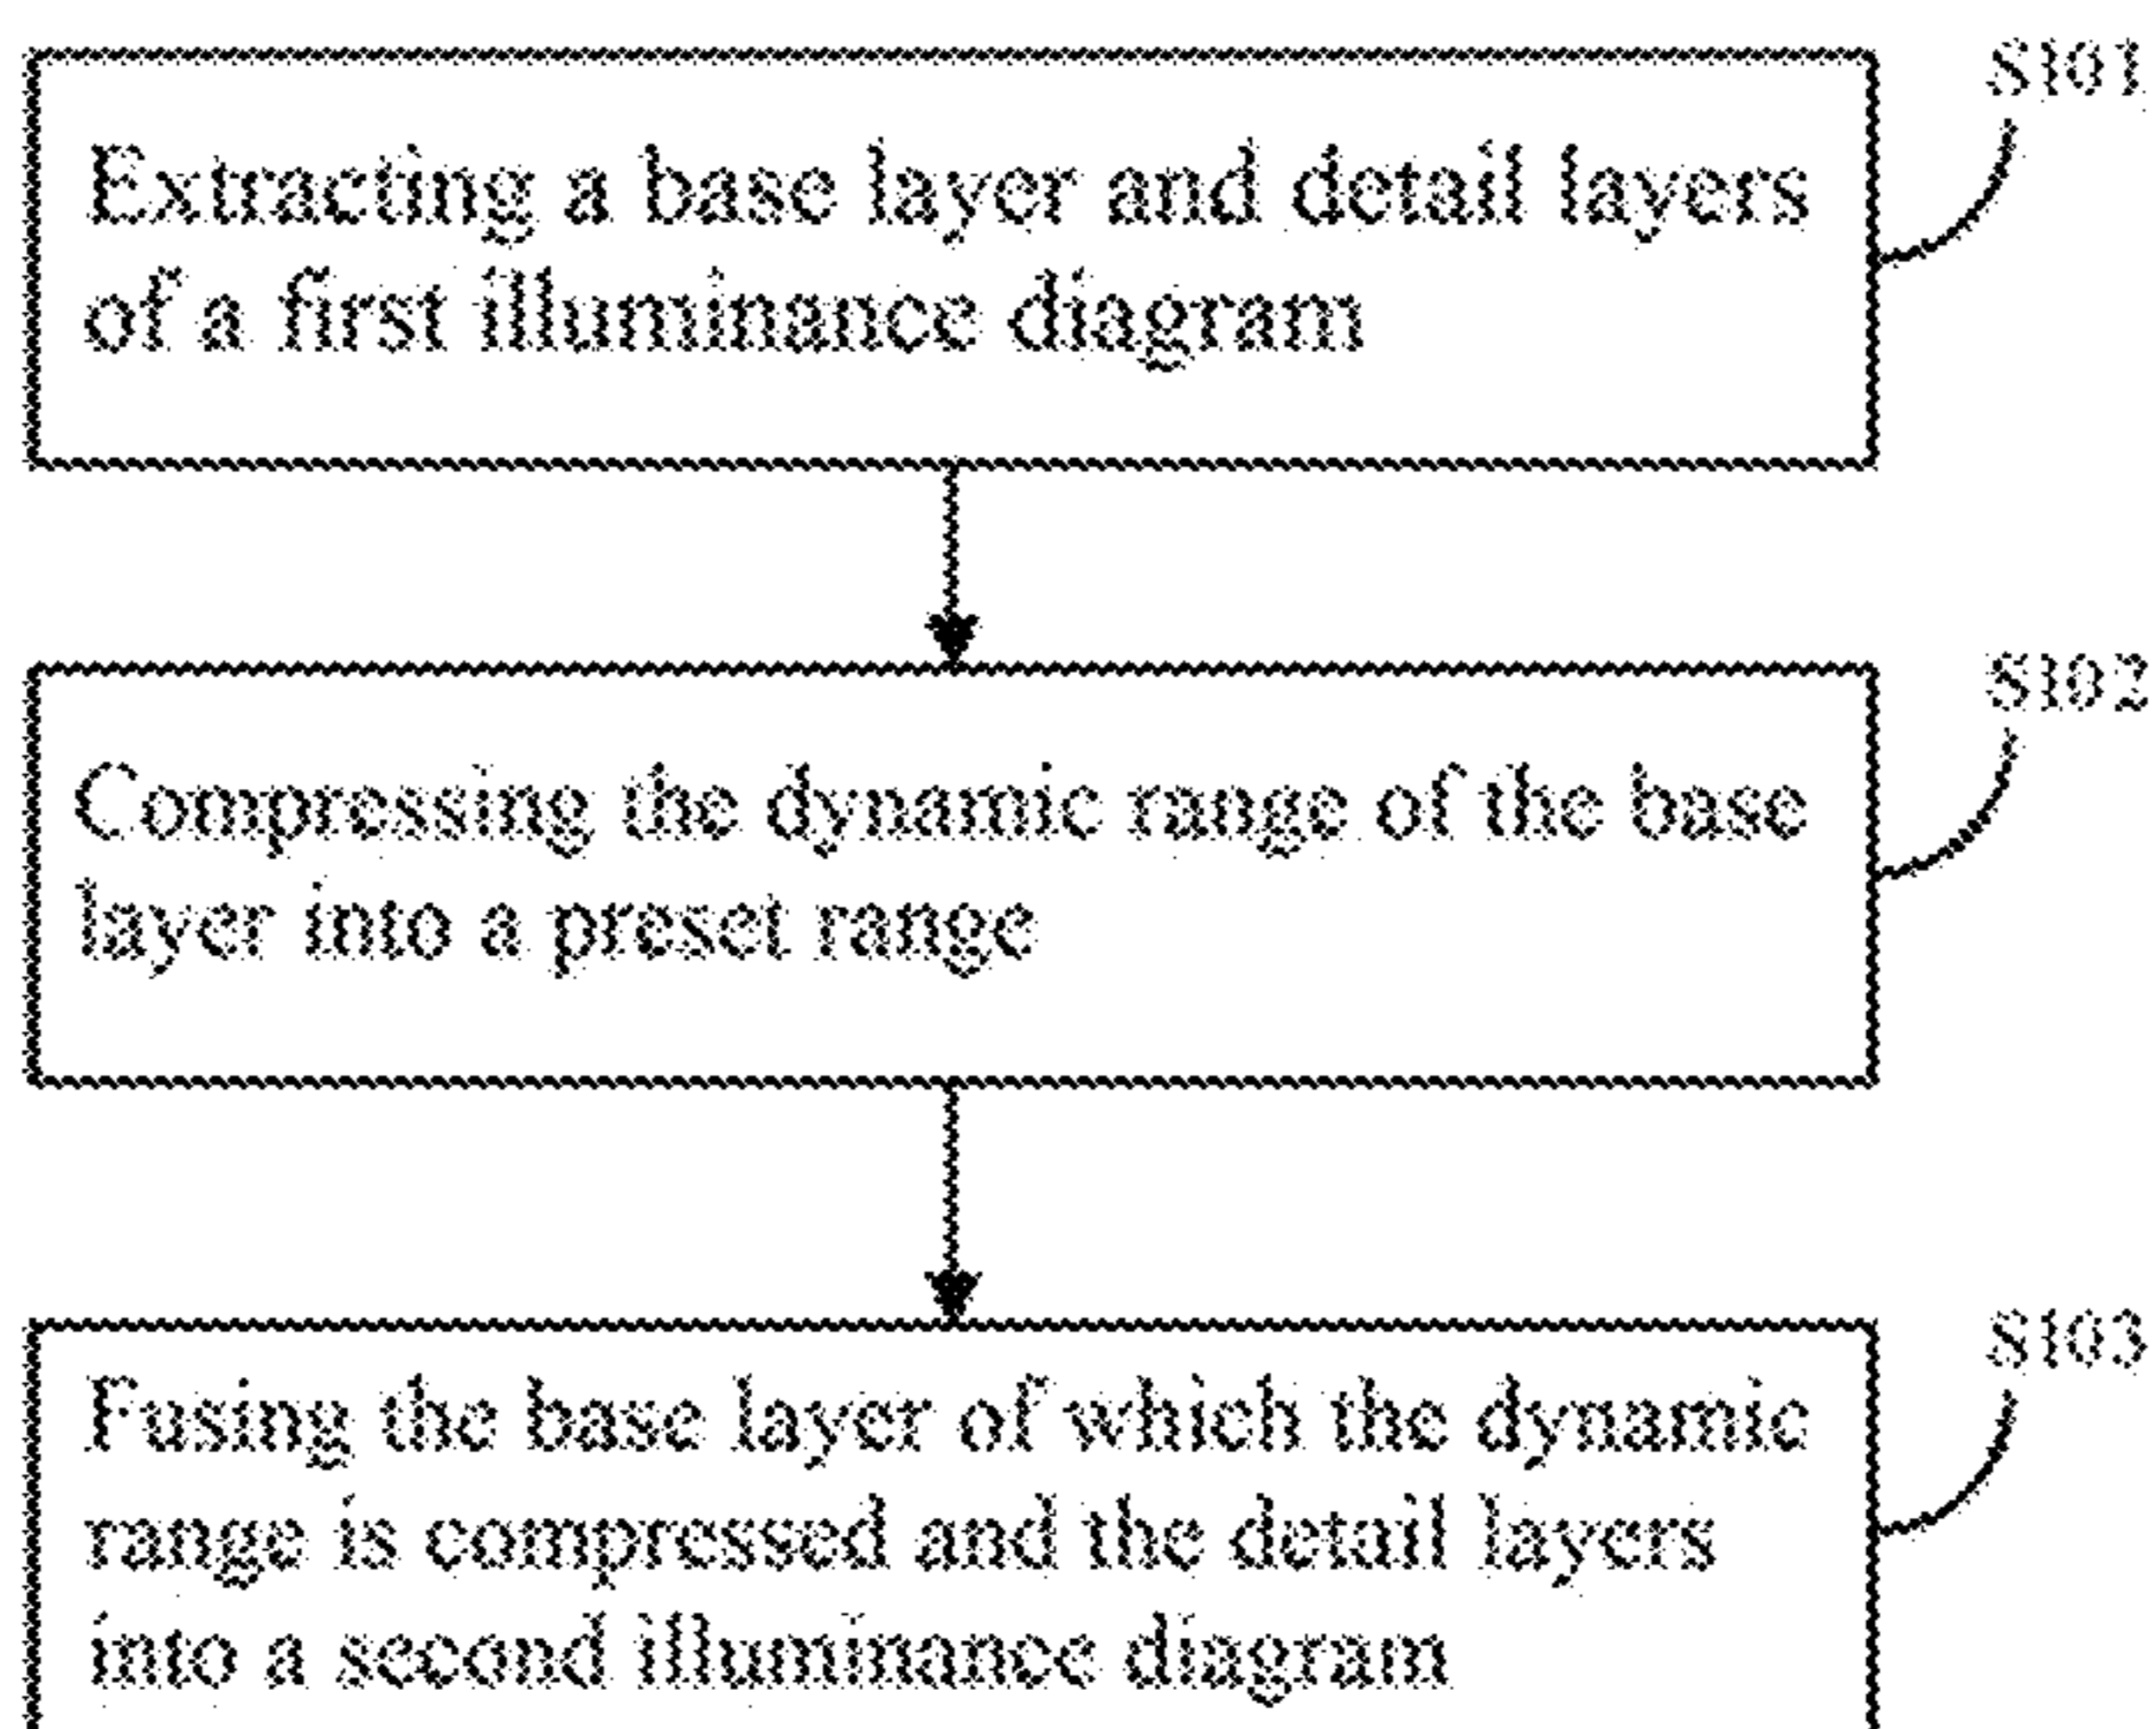 S101
Extracting a base layer and detail layers
of a first illuminance diagram
S102
Compressing the dynamic range of the base
layer into a preset range
S103
Fusing the base layer of which the dynamic
range is compressed and the detail layers
into a second illuminance diagram